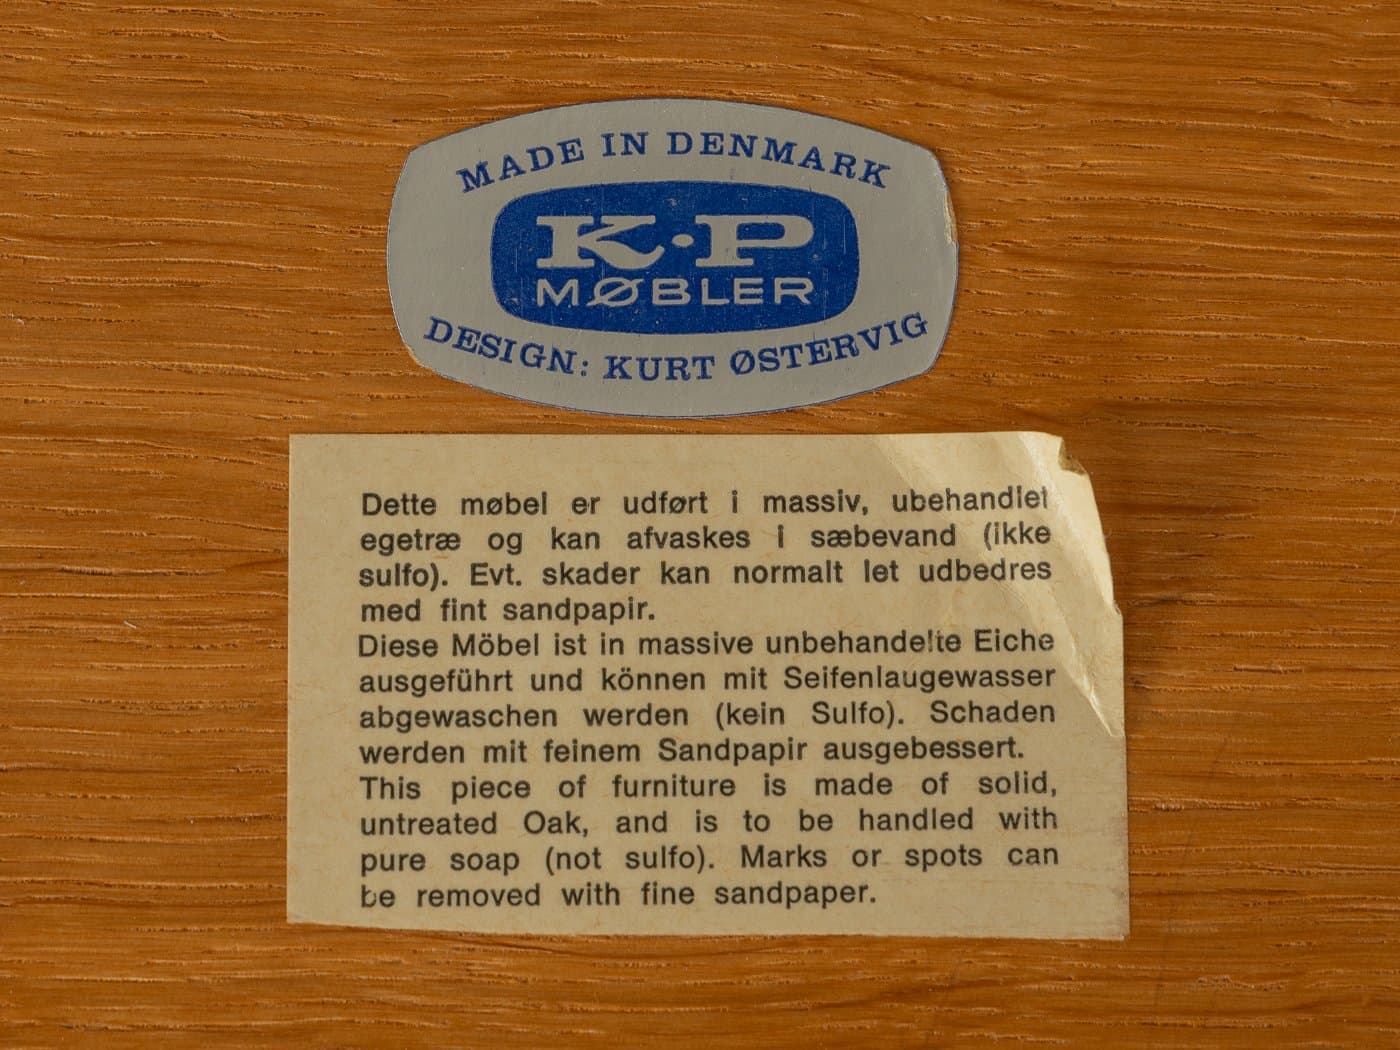 MADE IN DENMARK
K·P
MØBLER
DESIGN: KURT ØSTERVIG
Dette møbel er udført i massiv, ubehandlet
egetræ og kan afvaskes i sæbevand (ikke
sulfo). Evt. skader kan normalt let udbedres
med fint sandpapir.
Diese Möbel ist in massive unbehandelte Eiche
ausgeführt und können mit Seifenlaugewasser
abgewaschen werden (kein Sulfo). Schaden
werden mit feinem Sandpapir ausgebessert.
This piece of furniture is made of solid,
untreated Oak, and is to be handled with
pure soap (not sulfo). Marks or spots can
be removed with fine sandpaper.